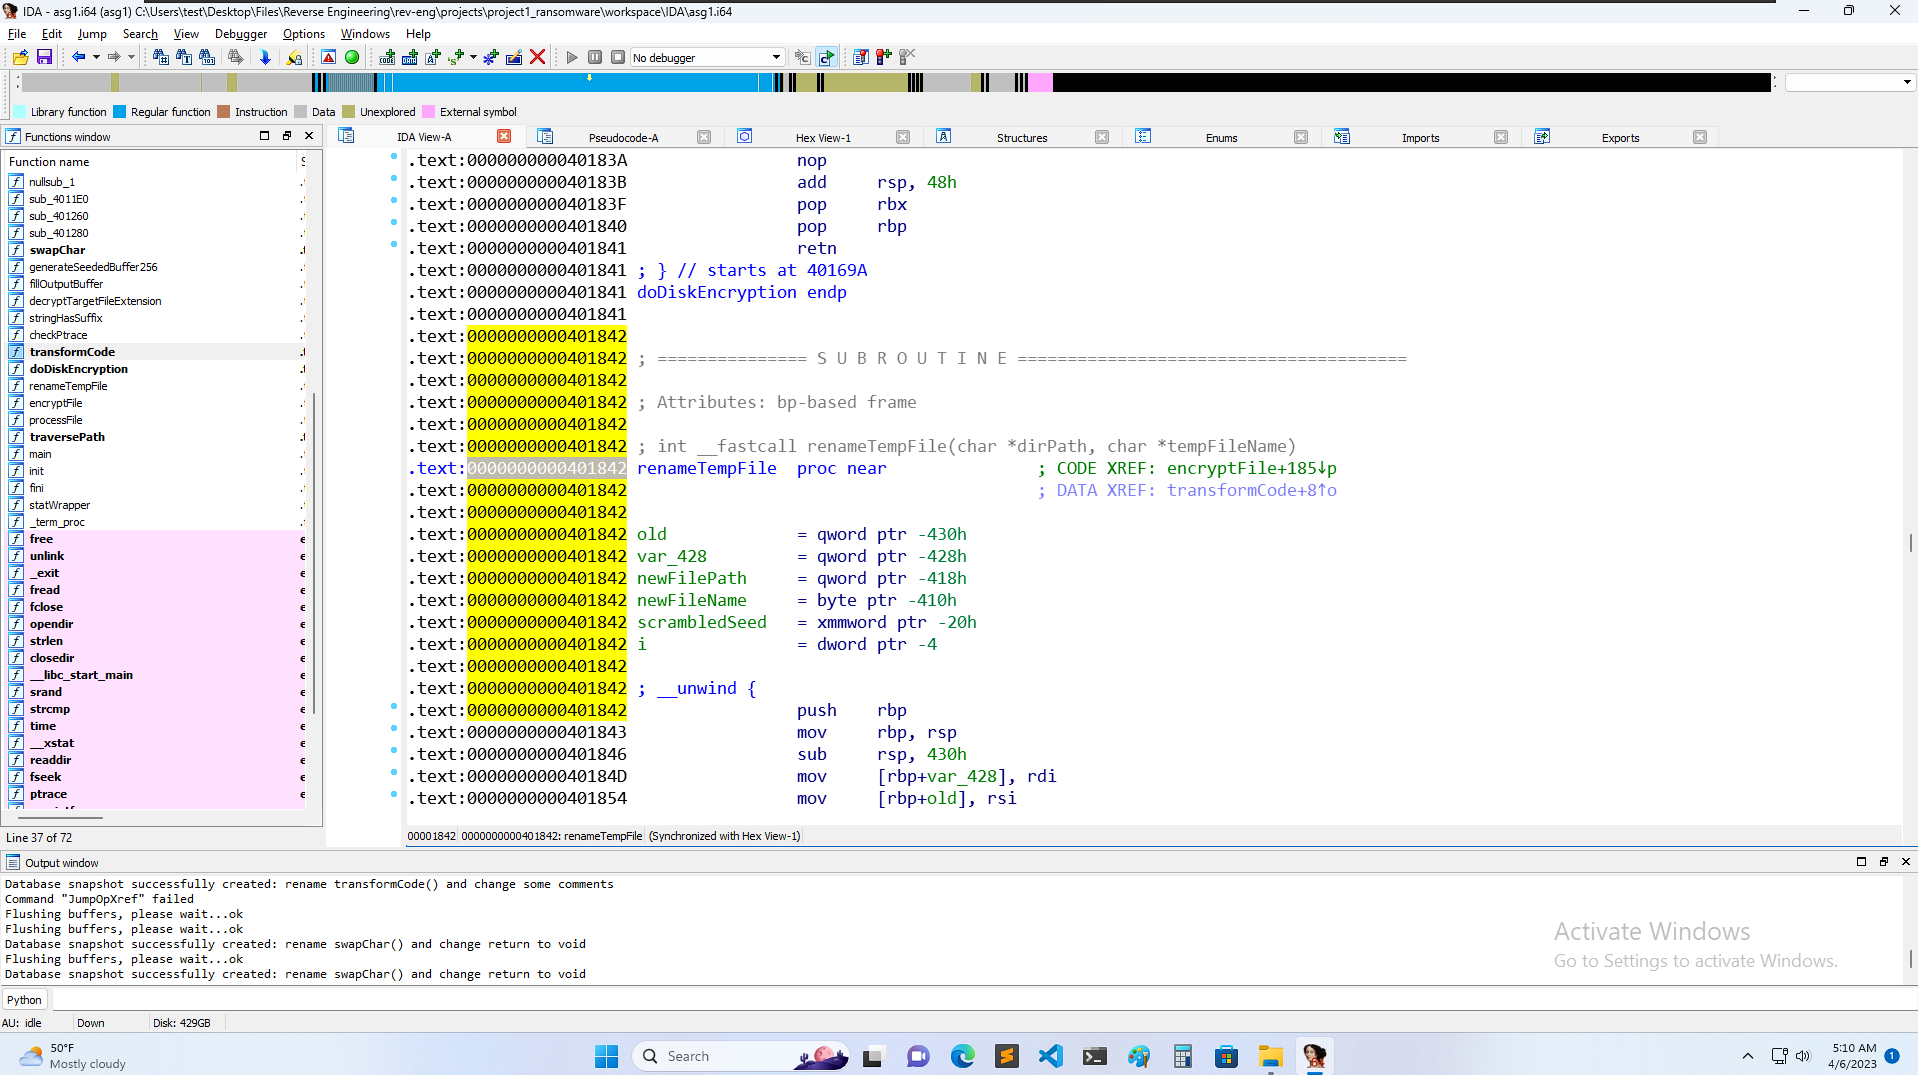 IDA - asg1.i64 (asg1) C:\Users\test\Desktop\Files\Reverse Engineering\rev-eng\projects\project1_ransomware\workspace\IDA\asg1.i64
File Edit Jump Search View Debugger Options Windows Help
No debugger
Library function Regular function Instruction Data Unexplored External symbol
Functions window
Function name
nullsub_1
sub_4011E0
sub_401260
sub_401280
swapChar
generateSeededBuffer256
fillOutputBuffer
decryptTargetFileExtension
stringHasSuffix
checkPtrace
transformCode
doDiskEncryption
renameTempFile
encryptFile
processFile
traversePath
main
init
fini
statWrapper
_term_proc
free
unlink
_exit
fread
fclose
opendir
strlen
closedir
__libc_start_main
srand
strcmp
time
__xstat
readdir
fseek
ptrace
Line 37 of 72
IDA View-A Pseudocode-A Hex View-1 Structures Enums Imports Exports
.text:000000000040183A nop
.text:000000000040183B add rsp, 48h
.text:000000000040183F pop rbx
.text:0000000000401840 pop rbp
.text:0000000000401841 retn
.text:0000000000401841 ; } // starts at 40169A
.text:0000000000401841 doDiskEncryption endp
.text:0000000000401841
.text:0000000000401842
.text:0000000000401842 ; =============== S U B R O U T I N E =======================================
.text:0000000000401842
.text:0000000000401842 ; Attributes: bp-based frame
.text:0000000000401842
.text:0000000000401842 ; int __fastcall renameTempFile(char *dirPath, char *tempFileName)
.text:0000000000401842 renameTempFile proc near ; CODE XREF: encryptFile+185↓p
.text:0000000000401842 ; DATA XREF: transformCode+8↑o
.text:0000000000401842
.text:0000000000401842 old = qword ptr -430h
.text:0000000000401842 var_428 = qword ptr -428h
.text:0000000000401842 newFilePath = qword ptr -418h
.text:0000000000401842 newFileName = byte ptr -410h
.text:0000000000401842 scrambledSeed = xmmword ptr -20h
.text:0000000000401842 i = dword ptr -4
.text:0000000000401842
.text:0000000000401842 ; __unwind {
.text:0000000000401842 push rbp
.text:0000000000401843 mov rbp, rsp
.text:0000000000401846 sub rsp, 430h
.text:000000000040184D mov [rbp+var_428], rdi
.text:0000000000401854 mov [rbp+old], rsi
00001842 0000000000401842: renameTempFile (Synchronized with Hex View-1)
Output window
Database snapshot successfully created: rename transformCode() and change some comments
Command "JumpOpXref" failed
Flushing buffers, please wait...ok
Flushing buffers, please wait...ok
Database snapshot successfully created: rename swapChar() and change return to void
Flushing buffers, please wait...ok
Database snapshot successfully created: rename swapChar() and change return to void
Activate Windows
Go to Settings to activate Windows.
Python
AU: idle Down Disk: 429GB
50°F
Mostly cloudy
Search
5:10 AM
4/6/2023
1